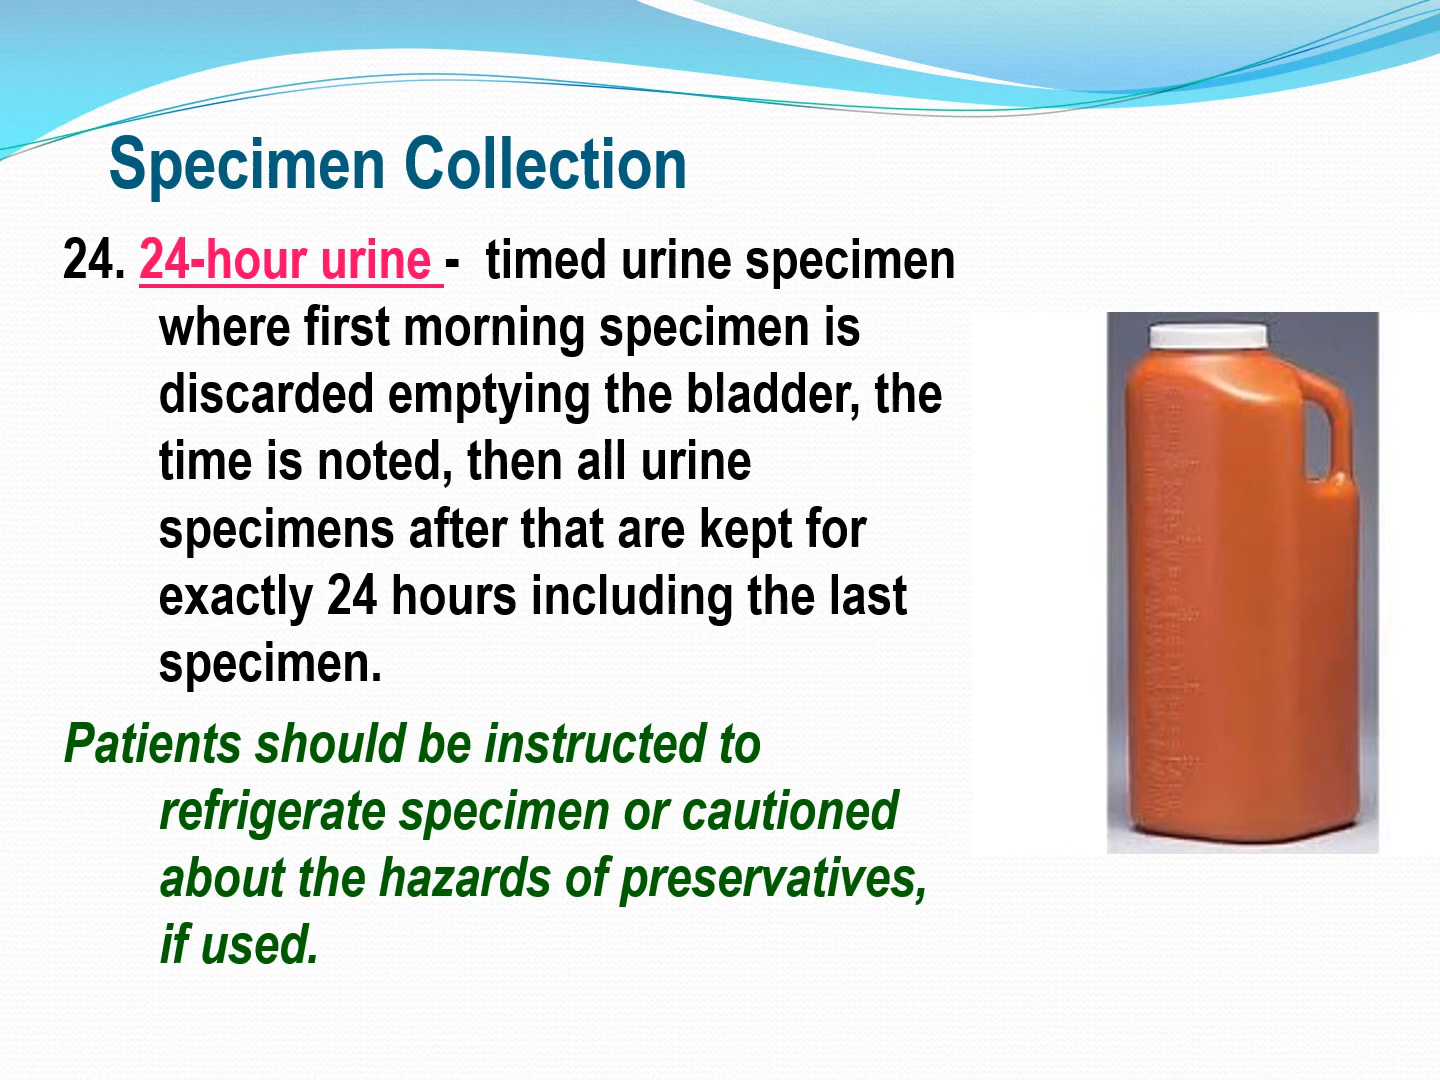 Specimen Collection
24. 24-hour urine -  timed urine specimen
where first morning specimen is
discarded emptying the bladder, the
time is noted, then all urine
specimens after that are kept for
exactly 24 hours including the last
specimen.
Patients should be instructed to
refrigerate specimen or cautioned
about the hazards of preservatives,
if used.